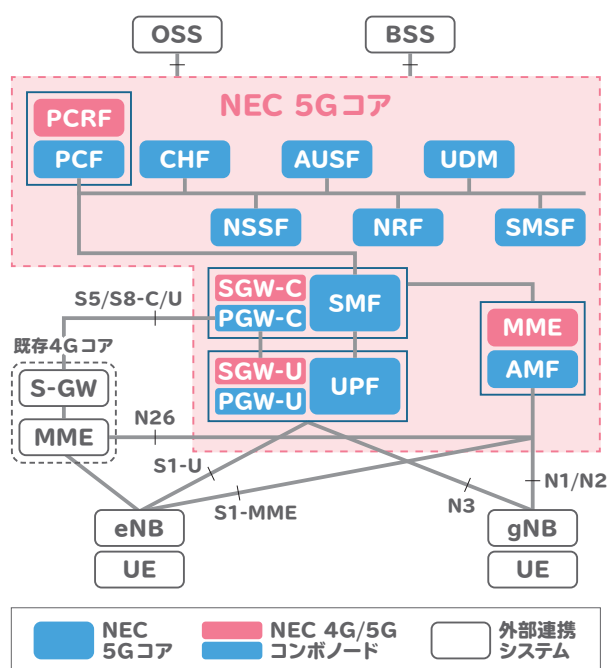 OSS
BSS
NEC 5Gコア
PCRF
PCF
CHF
AUSF
UDM
NSSF
NRF
SMSF
SGW-C
PGW-C
SMF
S5/S8-C/U
既存4Gコア
S-GW
MME
SGW-U
PGW-U
UPF
MME
AMF
N26
S1-U
S1-MME
N3
N1/N2
eNB
UE
gNB
UE
NEC
5Gコア
NEC 4G/5G
コンボノード
外部連携
システム